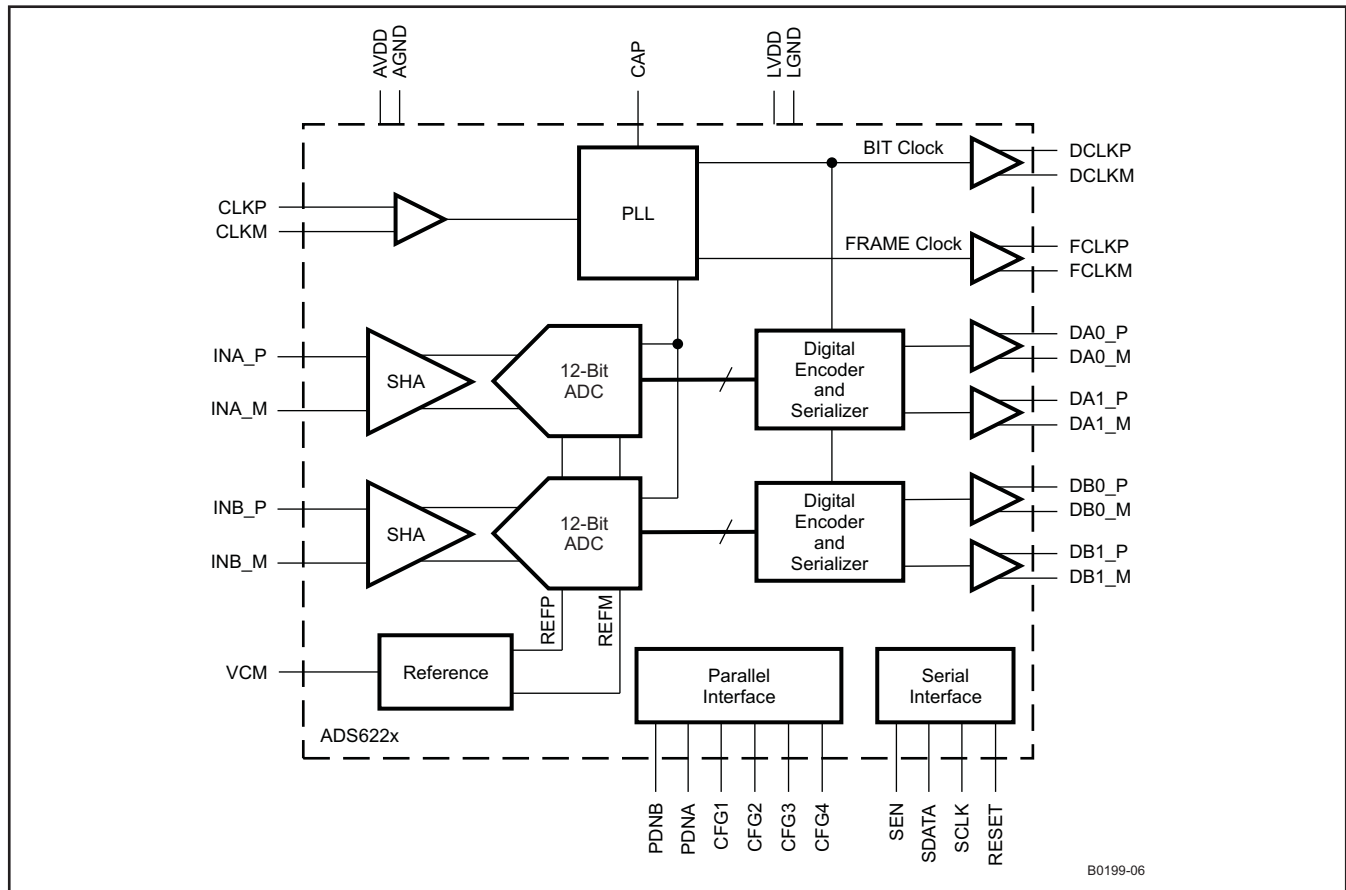 AVDD
AGND
CAP
LVDD
LGND
BIT Clock
DCLKP
DCLKM
CLKP
CLKM
PLL
FRAME Clock
FCLKP
FCLKM
INA_P
INA_M
SHA
12-Bit
ADC
Digital
Encoder
and
Serializer
DA0_P
DA0_M
DA1_P
DA1_M
INB_P
INB_M
SHA
12-Bit
ADC
Digital
Encoder
and
Serializer
DB0_P
DB0_M
DB1_P
DB1_M
REFP
REFM
VCM
Reference
Parallel
Interface
Serial
Interface
ADS622x
PDNB
PDNA
CFG1
CFG2
CFG3
CFG4
SEN
SDATA
SCLK
RESET
B0199-06